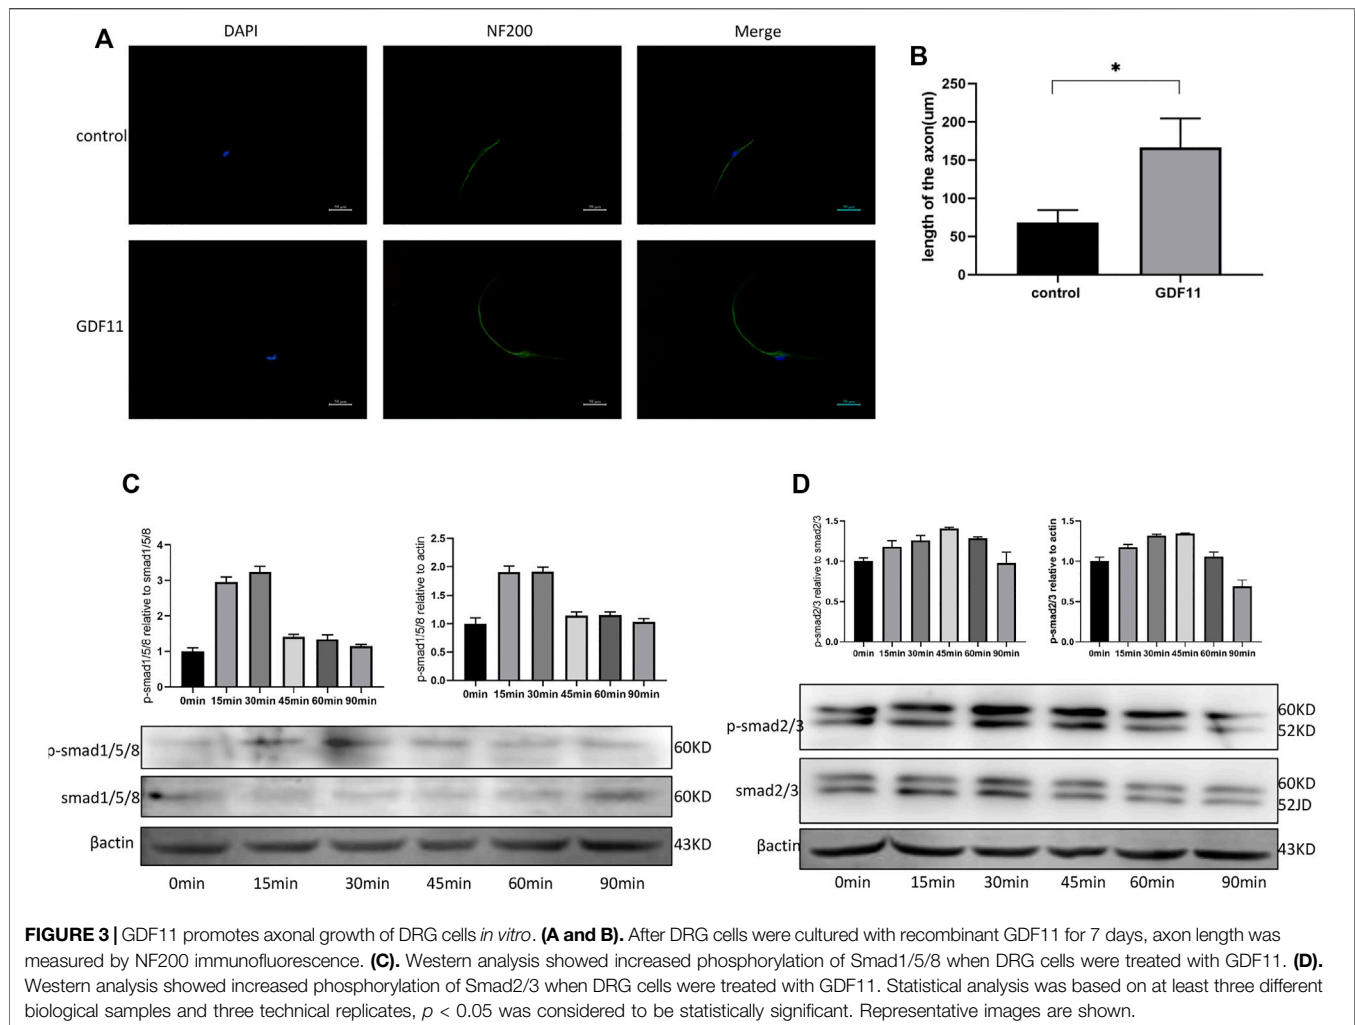 A
DAPI
NF200
Merge
control
GDF11
B
*
length of the axon(um)
250
200
150
100
50
0
control
GDF11
C
p-smad1/5/8 relative to smad1/5/8
4
3
2
1
0
0min 15min 30min 45min 60min 90min
p-smad1/5/8 relative to actin
2.5
2.0
1.5
1.0
0.5
0.0
0min 15min 30min 45min 60min 90min
p-smad1/5/8
60KD
smad1/5/8
60KD
βactin
43KD
0min 15min 30min 45min 60min 90min
D
p-smad2/3 relative to smad2/3
1.5
1.0
0.5
0.0
0min 15min 30min 45min 60min 90min
p-smad2/3 relative to actin
1.5
1.0
0.5
0.0
0min 15min 30min 45min 60min 90min
p-smad2/3
60KD
52KD
smad2/3
60KD
52JD
βactin
43KD
0min 15min 30min 45min 60min 90min
FIGURE 3 | GDF11 promotes axonal growth of DRG cells in vitro. (A and B). After DRG cells were cultured with recombinant GDF11 for 7 days, axon length was
measured by NF200 immunofluorescence. (C). Western analysis showed increased phosphorylation of Smad1/5/8 when DRG cells were treated with GDF11. (D).
Western analysis showed increased phosphorylation of Smad2/3 when DRG cells were treated with GDF11. Statistical analysis was based on at least three different
biological samples and three technical replicates, p < 0.05 was considered to be statistically significant. Representative images are shown.